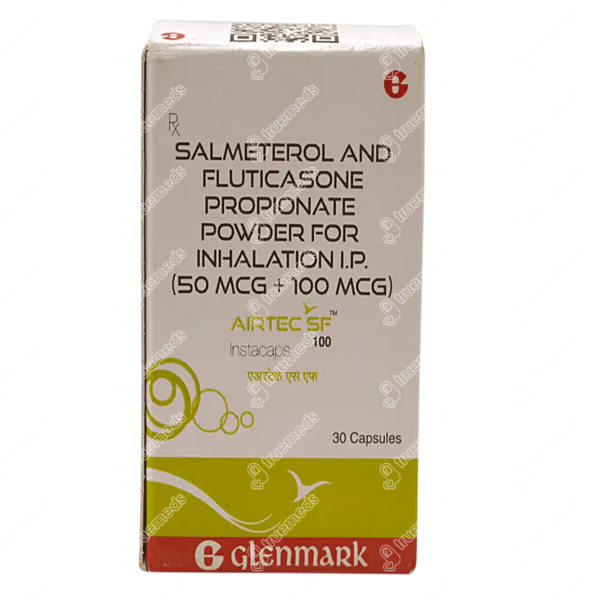 Rx
SALMETEROL AND
FLUTICASONE
PROPIONATE
POWDER FOR
INHALATION I.P.
(50 MCG + 100 MCG)
AIRTEC SF™
Instacaps 100
एअरटेक एस एफ
30 Capsules
G GLENMARK
truemeds